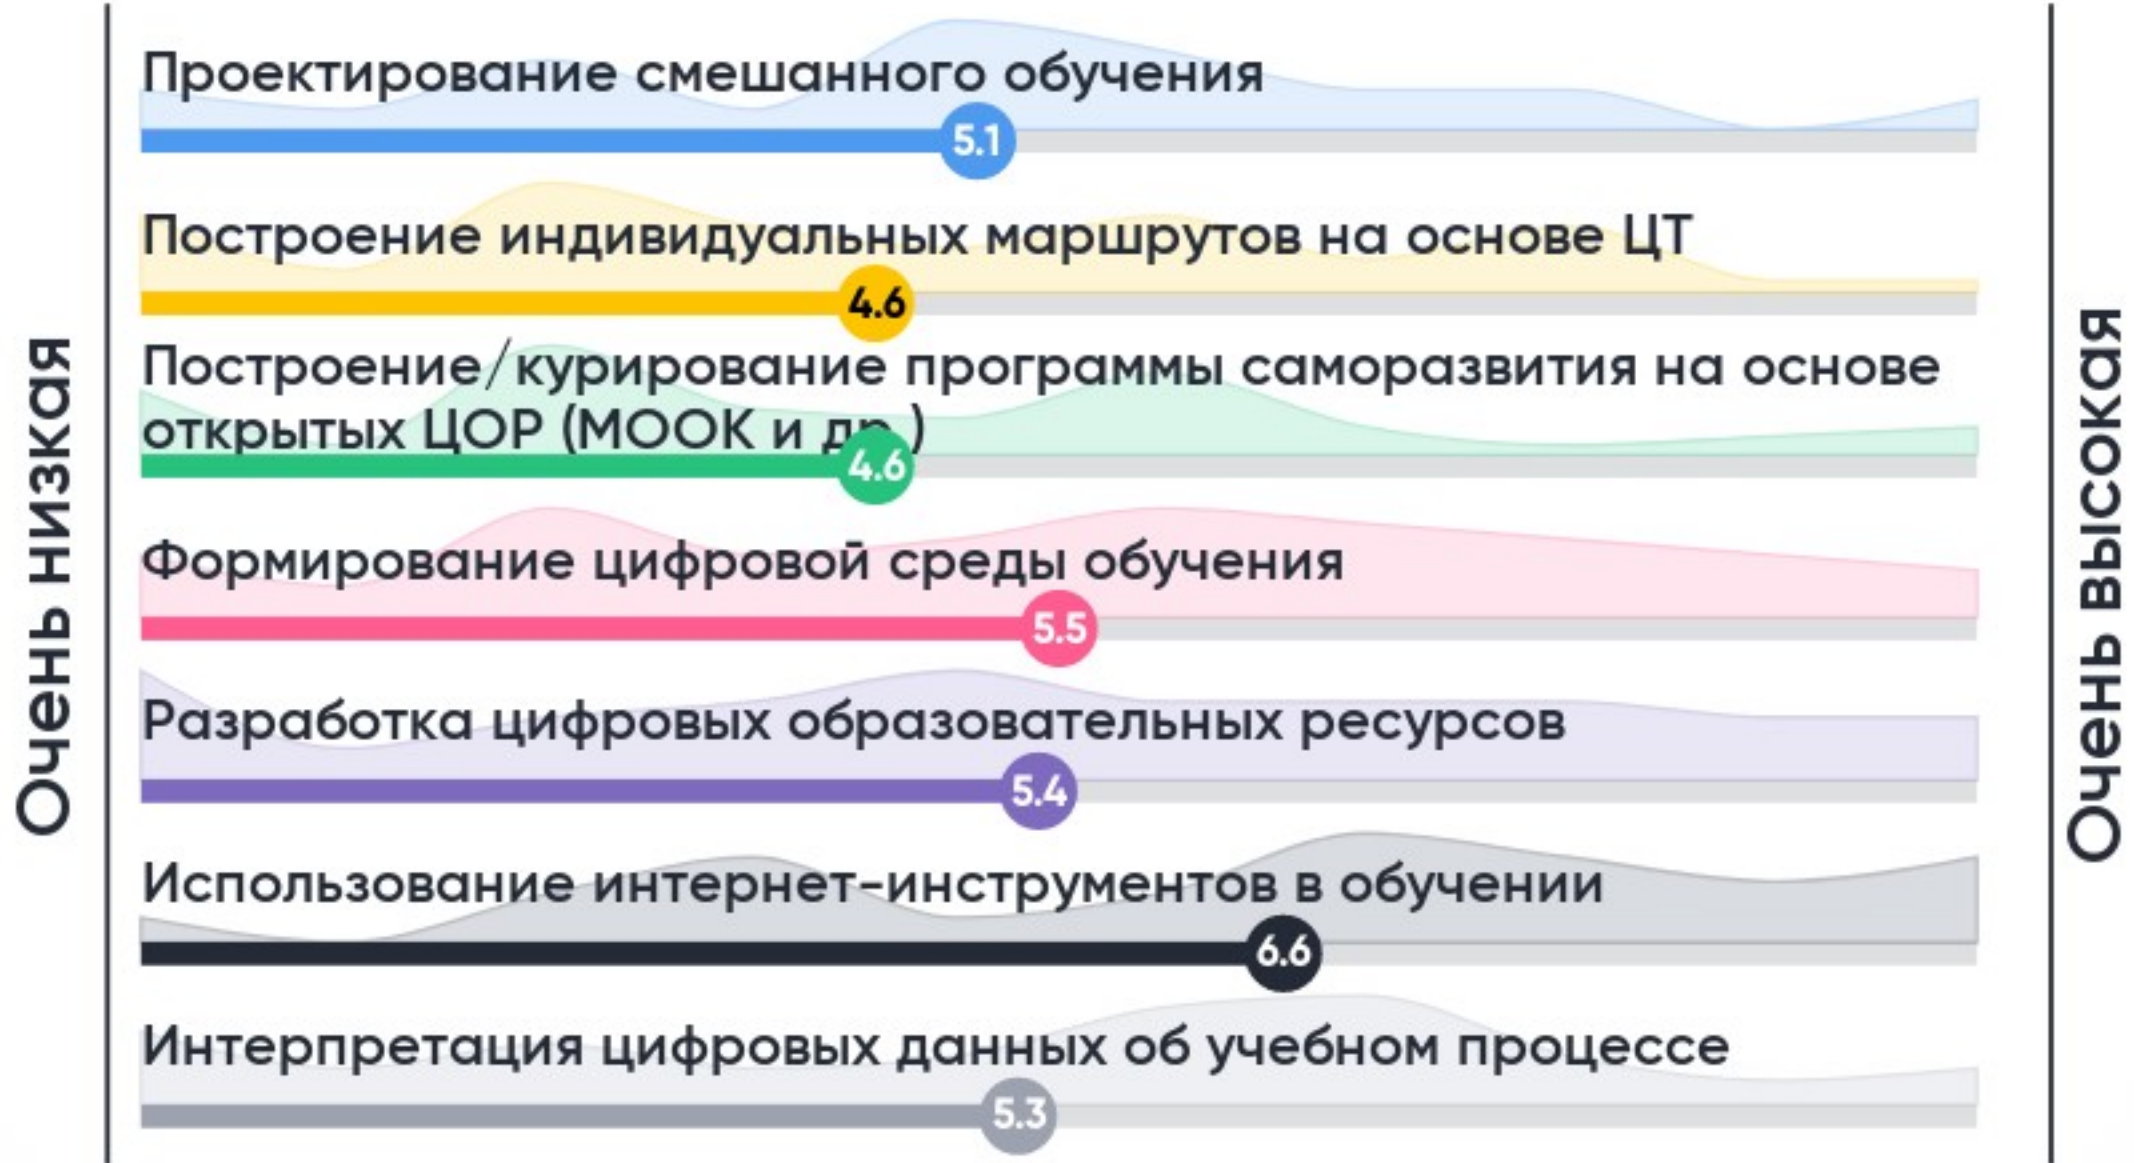 Очень низкая
Проектирование смешанного обучения
5.1
Построение индивидуальных маршрутов на основе ЦТ
4.6
Построение/курирование программы саморазвития на основе
открытых ЦОР (МООК и др.)
4.6
Формирование цифровой среды обучения
5.5
Разработка цифровых образовательных ресурсов
5.4
Использование интернет-инструментов в обучении
6.6
Интерпретация цифровых данных об учебном процессе
5.3
Очень высокая